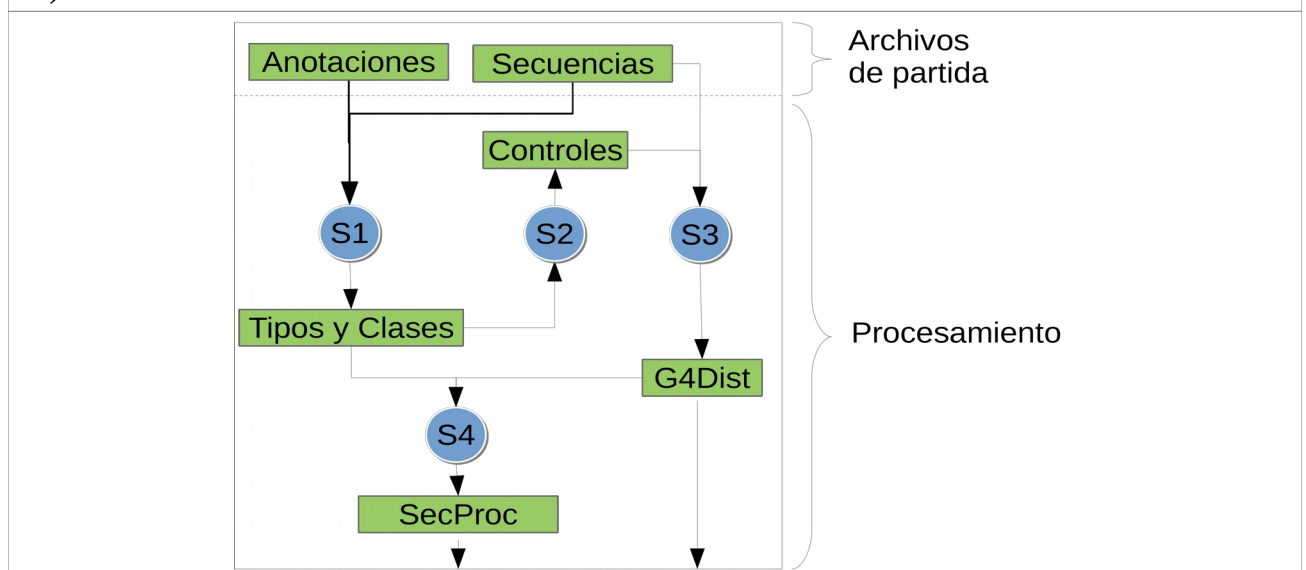 Anotaciones
Secuencias
Archivos
de partida
Controles
S1
S2
S3
Tipos y Clases
Procesamiento
G4Dist
S4
SecProc